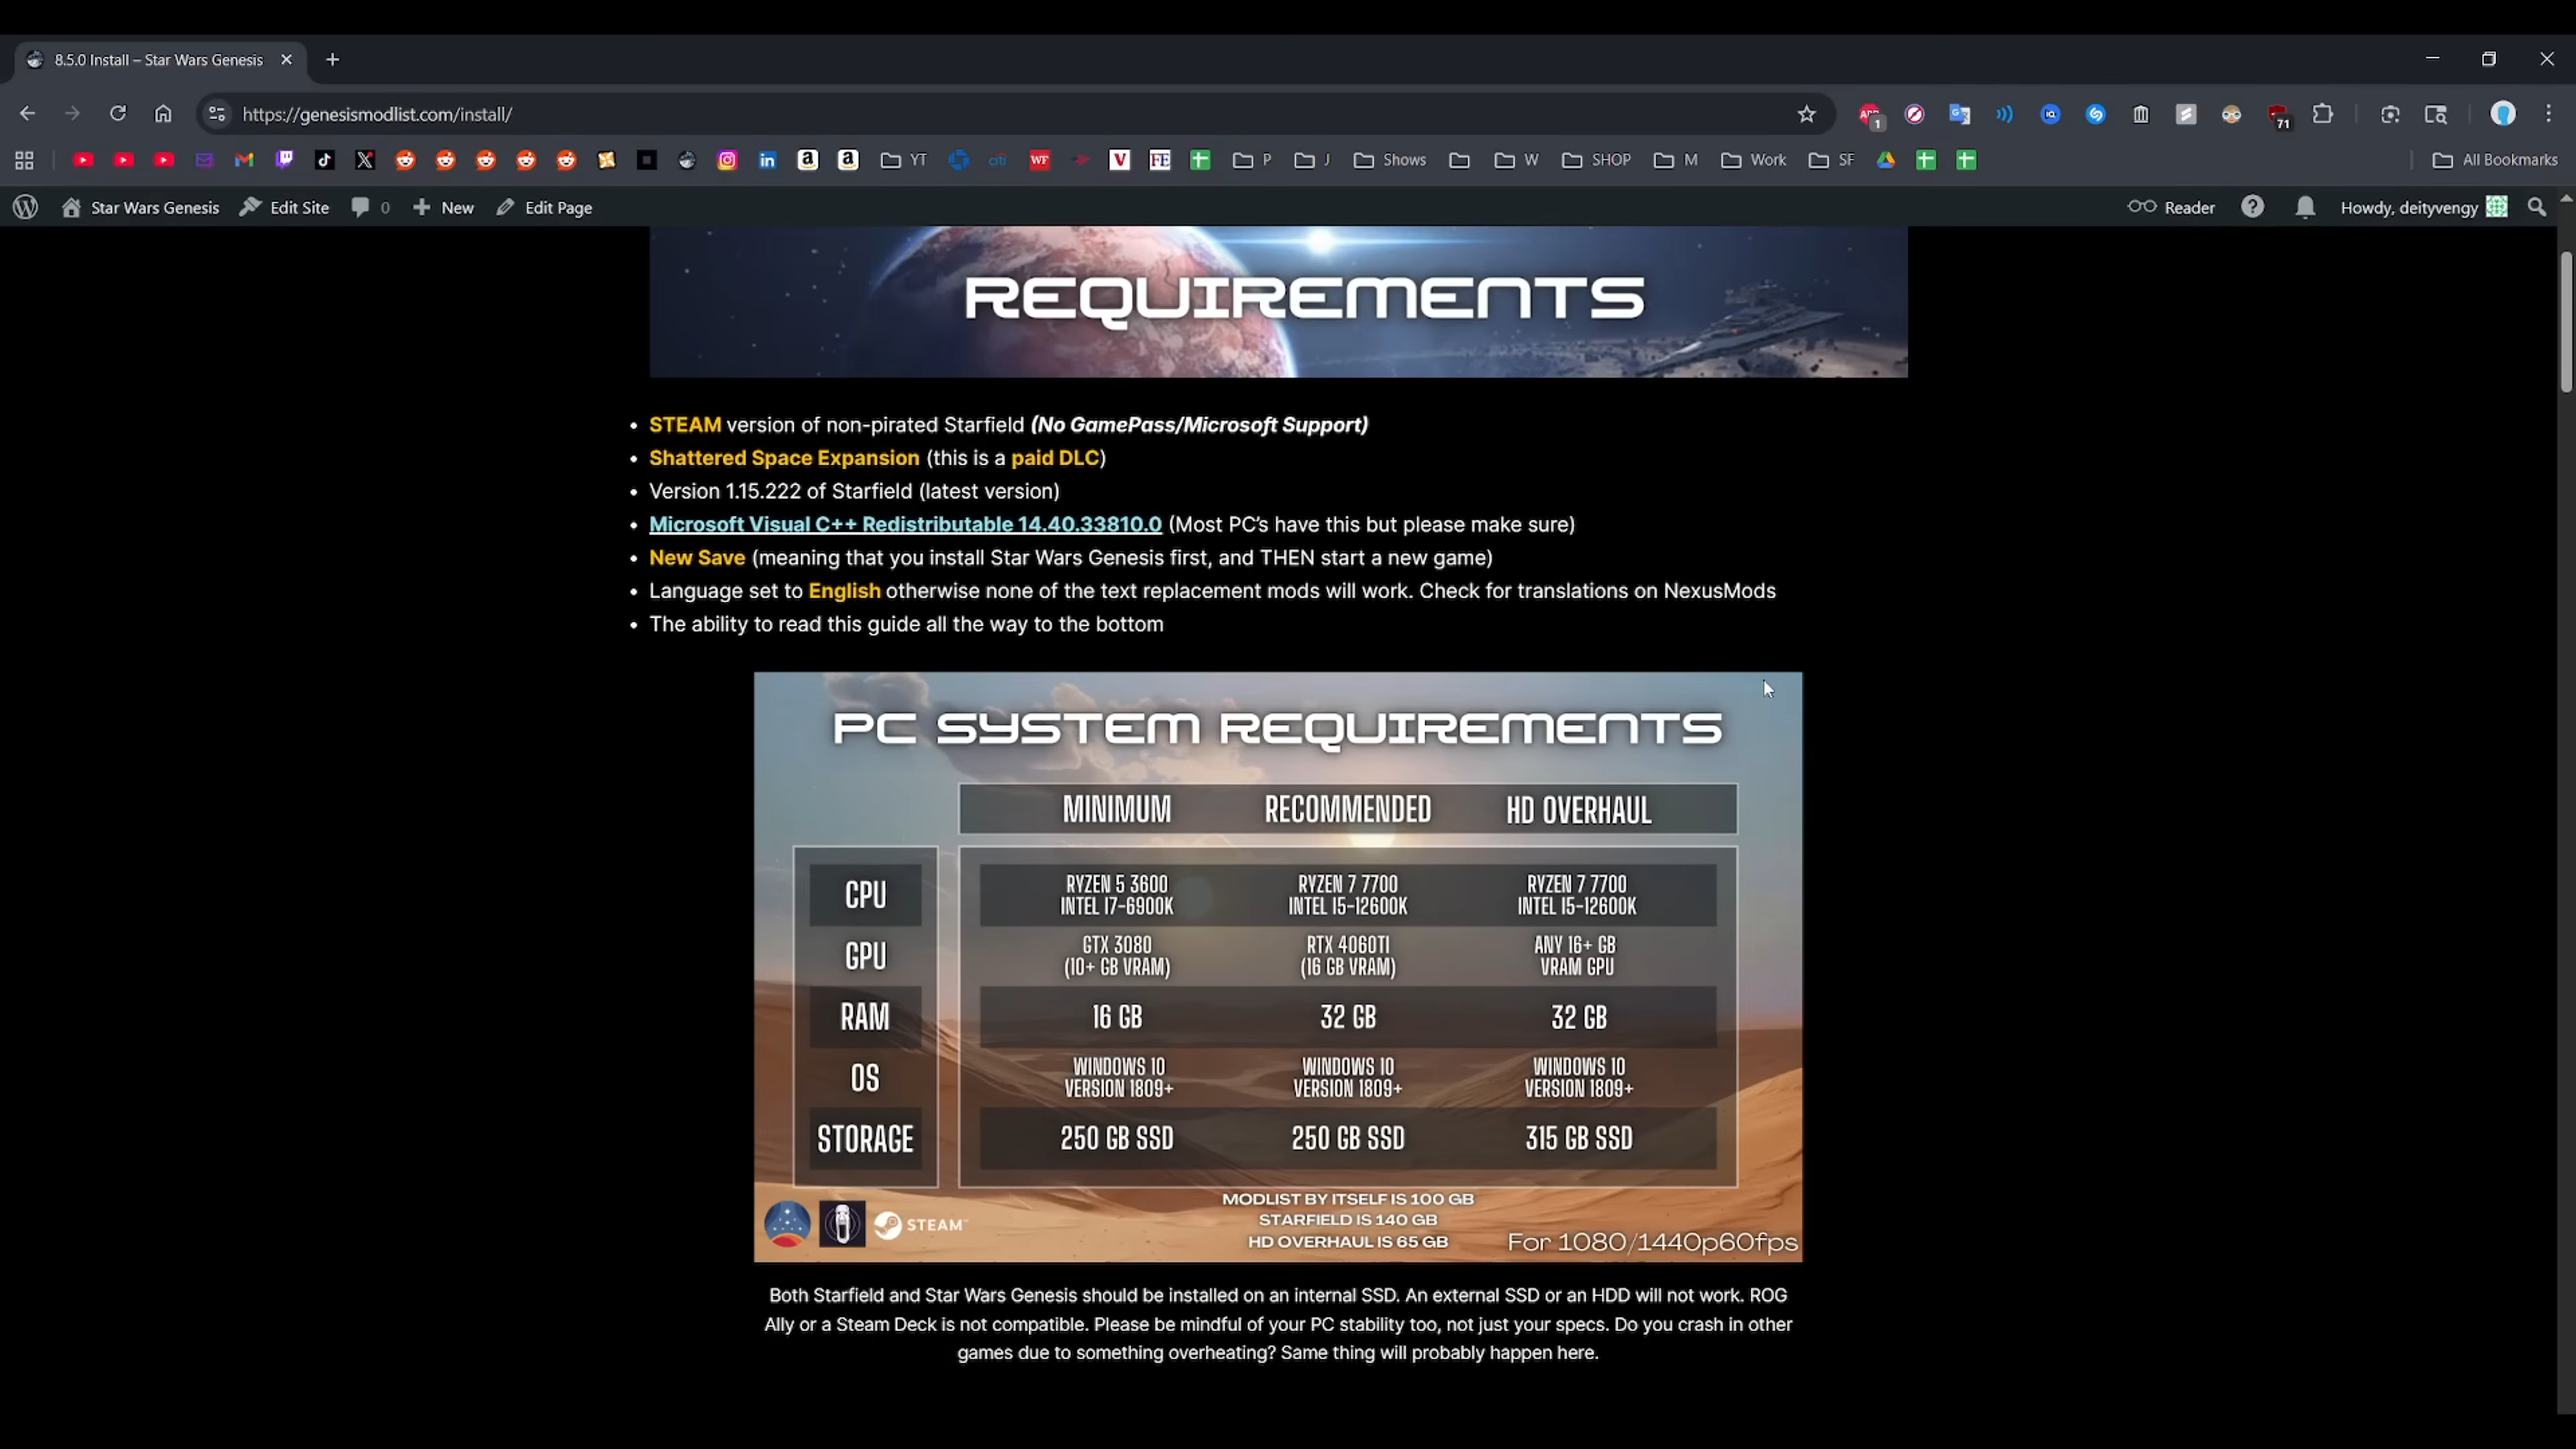 8.5.0 Install – Star Wars Genesis
https://genesismodlist.com/install/
1
71
YT
citi
WF
V
FE
P
J
Shows
W
SHOP
M
Work
SF
All Bookmarks
Star Wars Genesis
Edit Site
0
New
Edit Page
Reader
Howdy, deityvengy
REQUIREMENTS
• STEAM version of non-pirated Starfield (No GamePass/Microsoft Support)
• Shattered Space Expansion (this is a paid DLC)
• Version 1.15.222 of Starfield (latest version)
• Microsoft Visual C++ Redistributable 14.40.33810.0 (Most PC's have this but please make sure)
• New Save (meaning that you install Star Wars Genesis first, and THEN start a new game)
• Language set to English otherwise none of the text replacement mods will work. Check for translations on NexusMods
• The ability to read this guide all the way to the bottom
PC SYSTEM REQUIREMENTS
MINIMUM RECOMMENDED HD OVERHAUL
CPU
RYZEN 5 3600 RYZEN 7 7700 RYZEN 7 7700
INTEL I7-6900K INTEL I5-12600K INTEL I5-12600K
GPU
GTX 3080 RTX 4060TI ANY 16+ GB
(10+ GB VRAM) (16 GB VRAM) VRAM GPU
RAM 16 GB 32 GB 32 GB
OS
WINDOWS 10 WINDOWS 10 WINDOWS 10
VERSION 1809+ VERSION 1809+ VERSION 1809+
STORAGE 250 GB SSD 250 GB SSD 315 GB SSD
MODLIST BY ITSELF IS 100 GB
STARFIELD IS 140 GB
HD OVERHAUL IS 65 GB
STEAM
For 1080/1440p60fps
Both Starfield and Star Wars Genesis should be installed on an internal SSD. An external SSD or an HDD will not work. ROG
Ally or a Steam Deck is not compatible. Please be mindful of your PC stability too, not just your specs. Do you crash in other
games due to something overheating? Same thing will probably happen here.